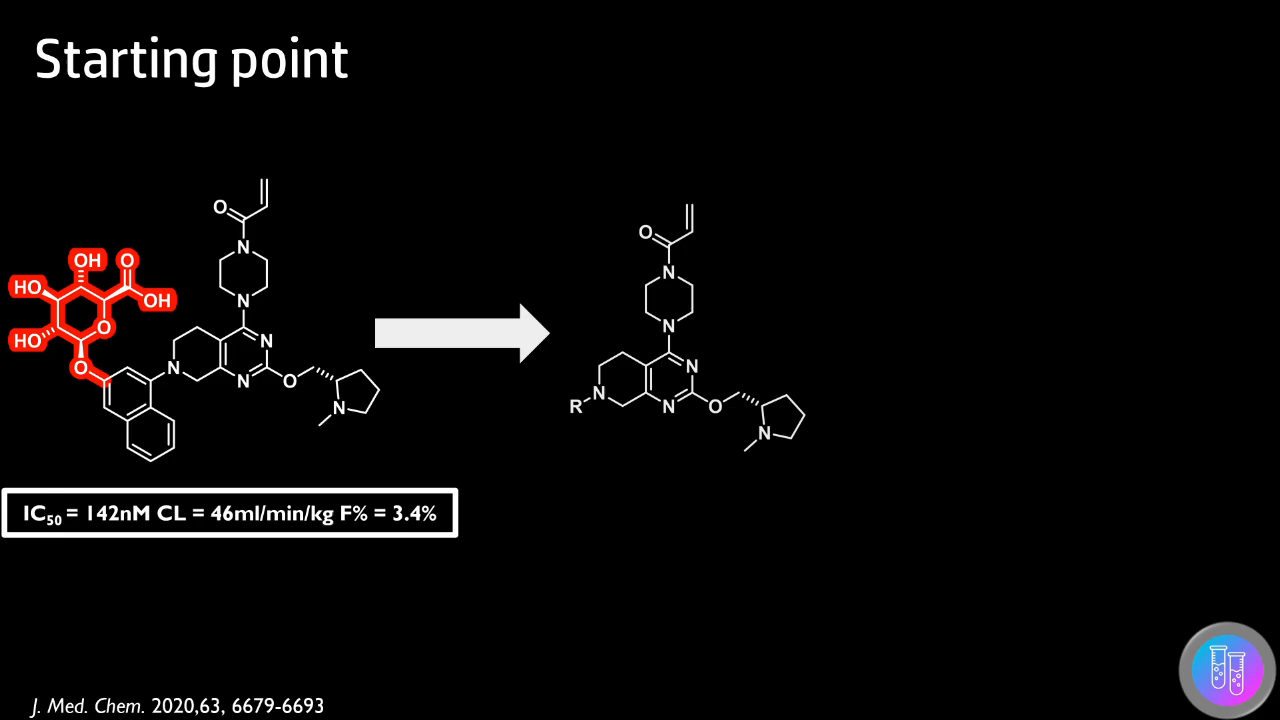 Starting point
O
N
N
OH
O
HO
OH
O
HO
O
N
N
N
O
N
O
N
N
N
N
R
N
O
N
IC50 = 142nM CL = 46ml/min/kg F% = 3.4%
J. Med. Chem. 2020,63, 6679-6693